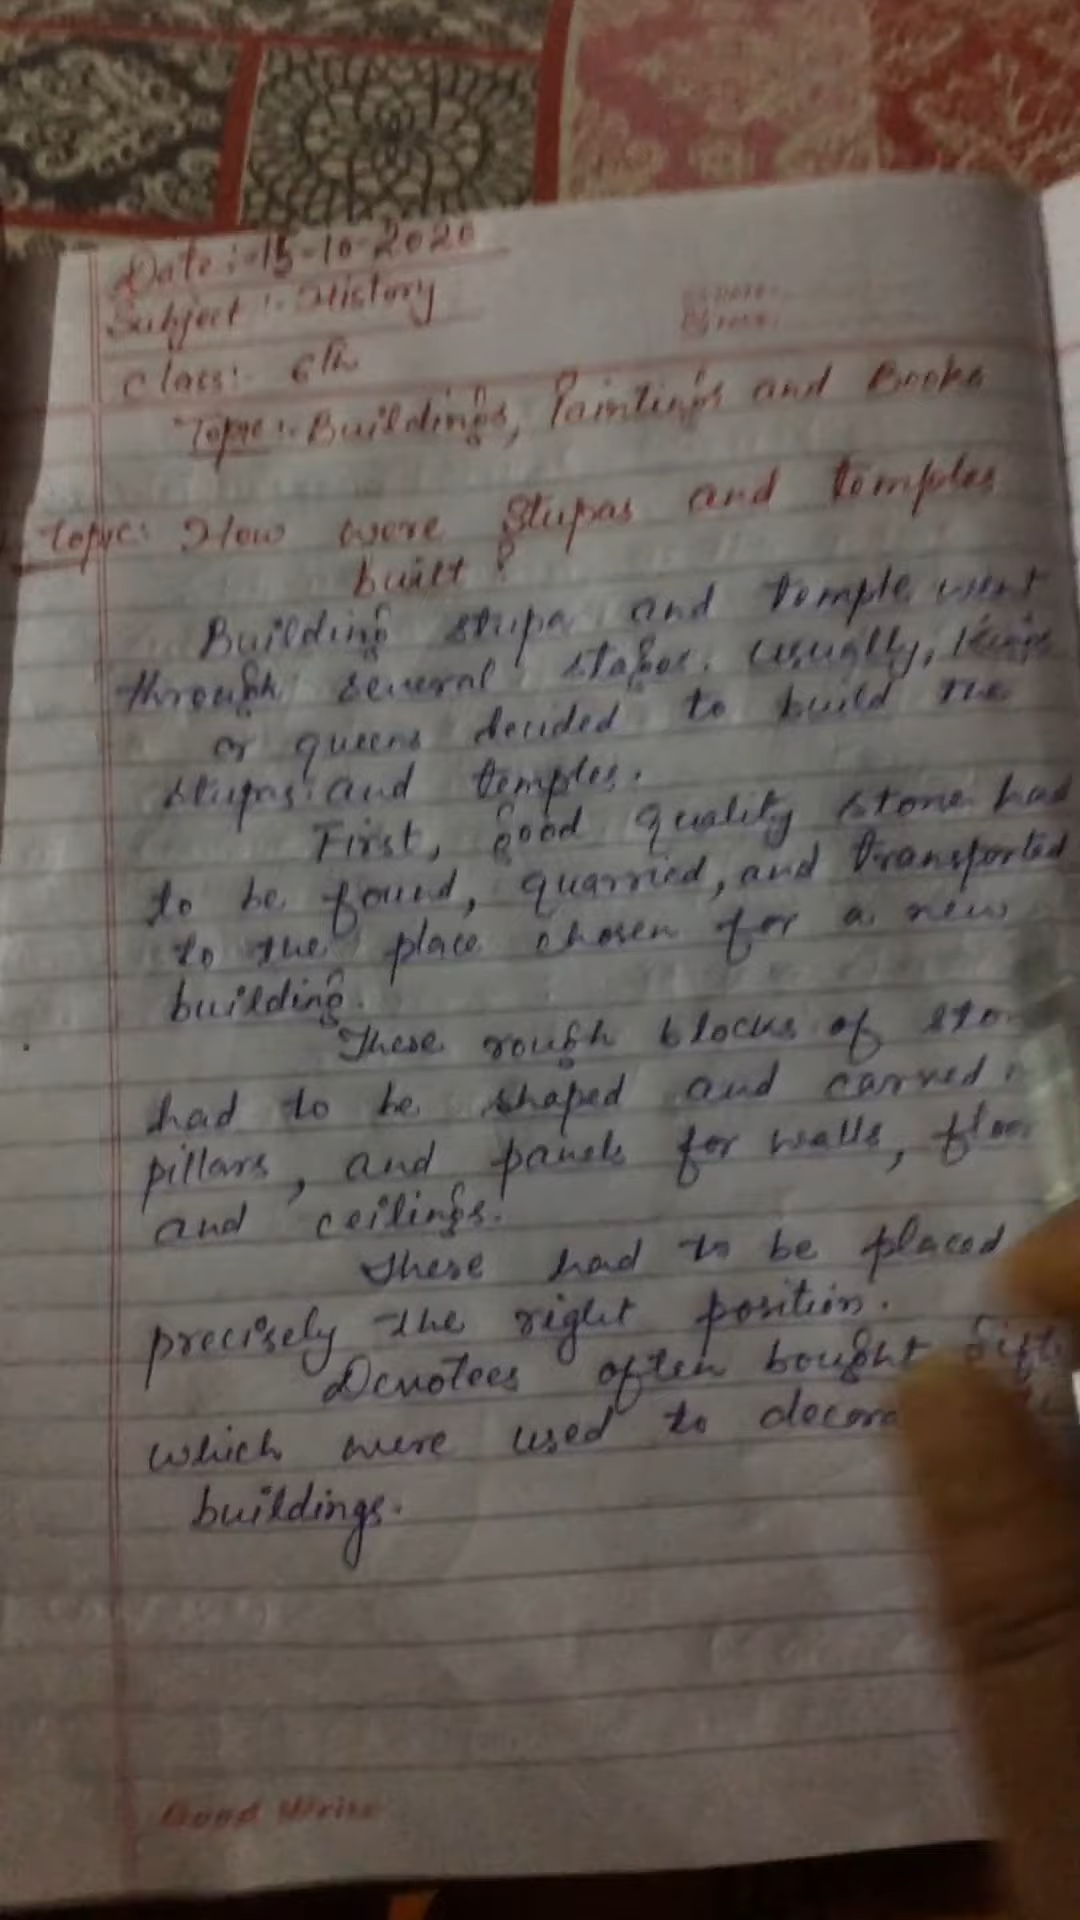 Date:-15-10-2020
Subject :- History
Class:- 6th
Topic:- Buildings, Paintings and Books
Topic: How were Stupas and temples
built?
Building stupa and temple went
through several stages. Usually, kings
or queens decided to build the
stupas and temples.
First, good quality stone had
to be found, quarried, and transported
to the place chosen for a new
building.
These rough blocks of sto
had to be shaped and carved
pillars, and panels for walls, floor
and ceilings.
These had to be placed
precisely the right position.
Devotees often bought gift
which were used to decora
buildings.
Good Write